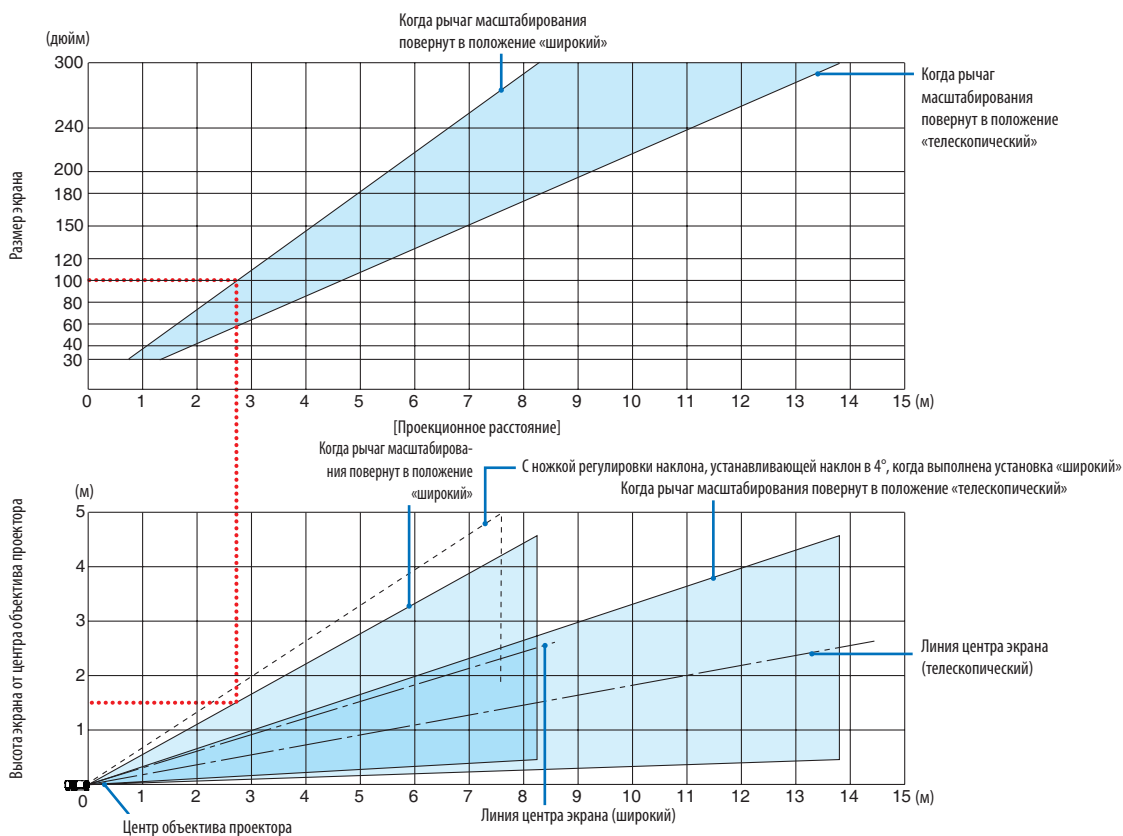 Когда рычаг масштабирования
повернут в положение «широкий»
(дюйм)
300
240
200
180
150
120
100
80
60
40
30
Размер экрана
Когда рычаг
масштабирования
повернут в положение
«телескопический»
0 1 2 3 4 5 6 7 8 9 10 11 12 13 14 15 (м)
[Проекционное расстояние]
Когда рычаг масштабирова-
ния повернут в положение
«широкий»
С ножкой регулировки наклона, устанавливающей наклон в 4°, когда выполнена установка «широкий»
Когда рычаг масштабирования повернут в положение «телескопический»
(м)
5
4
3
2
1
Высота экрана от центра объектива проектора
Линия центра экрана
(телескопический)
0 1 2 3 4 5 6 7 8 9 10 11 12 13 14 15 (м)
Линия центра экрана (широкий)
Центр объектива проектора